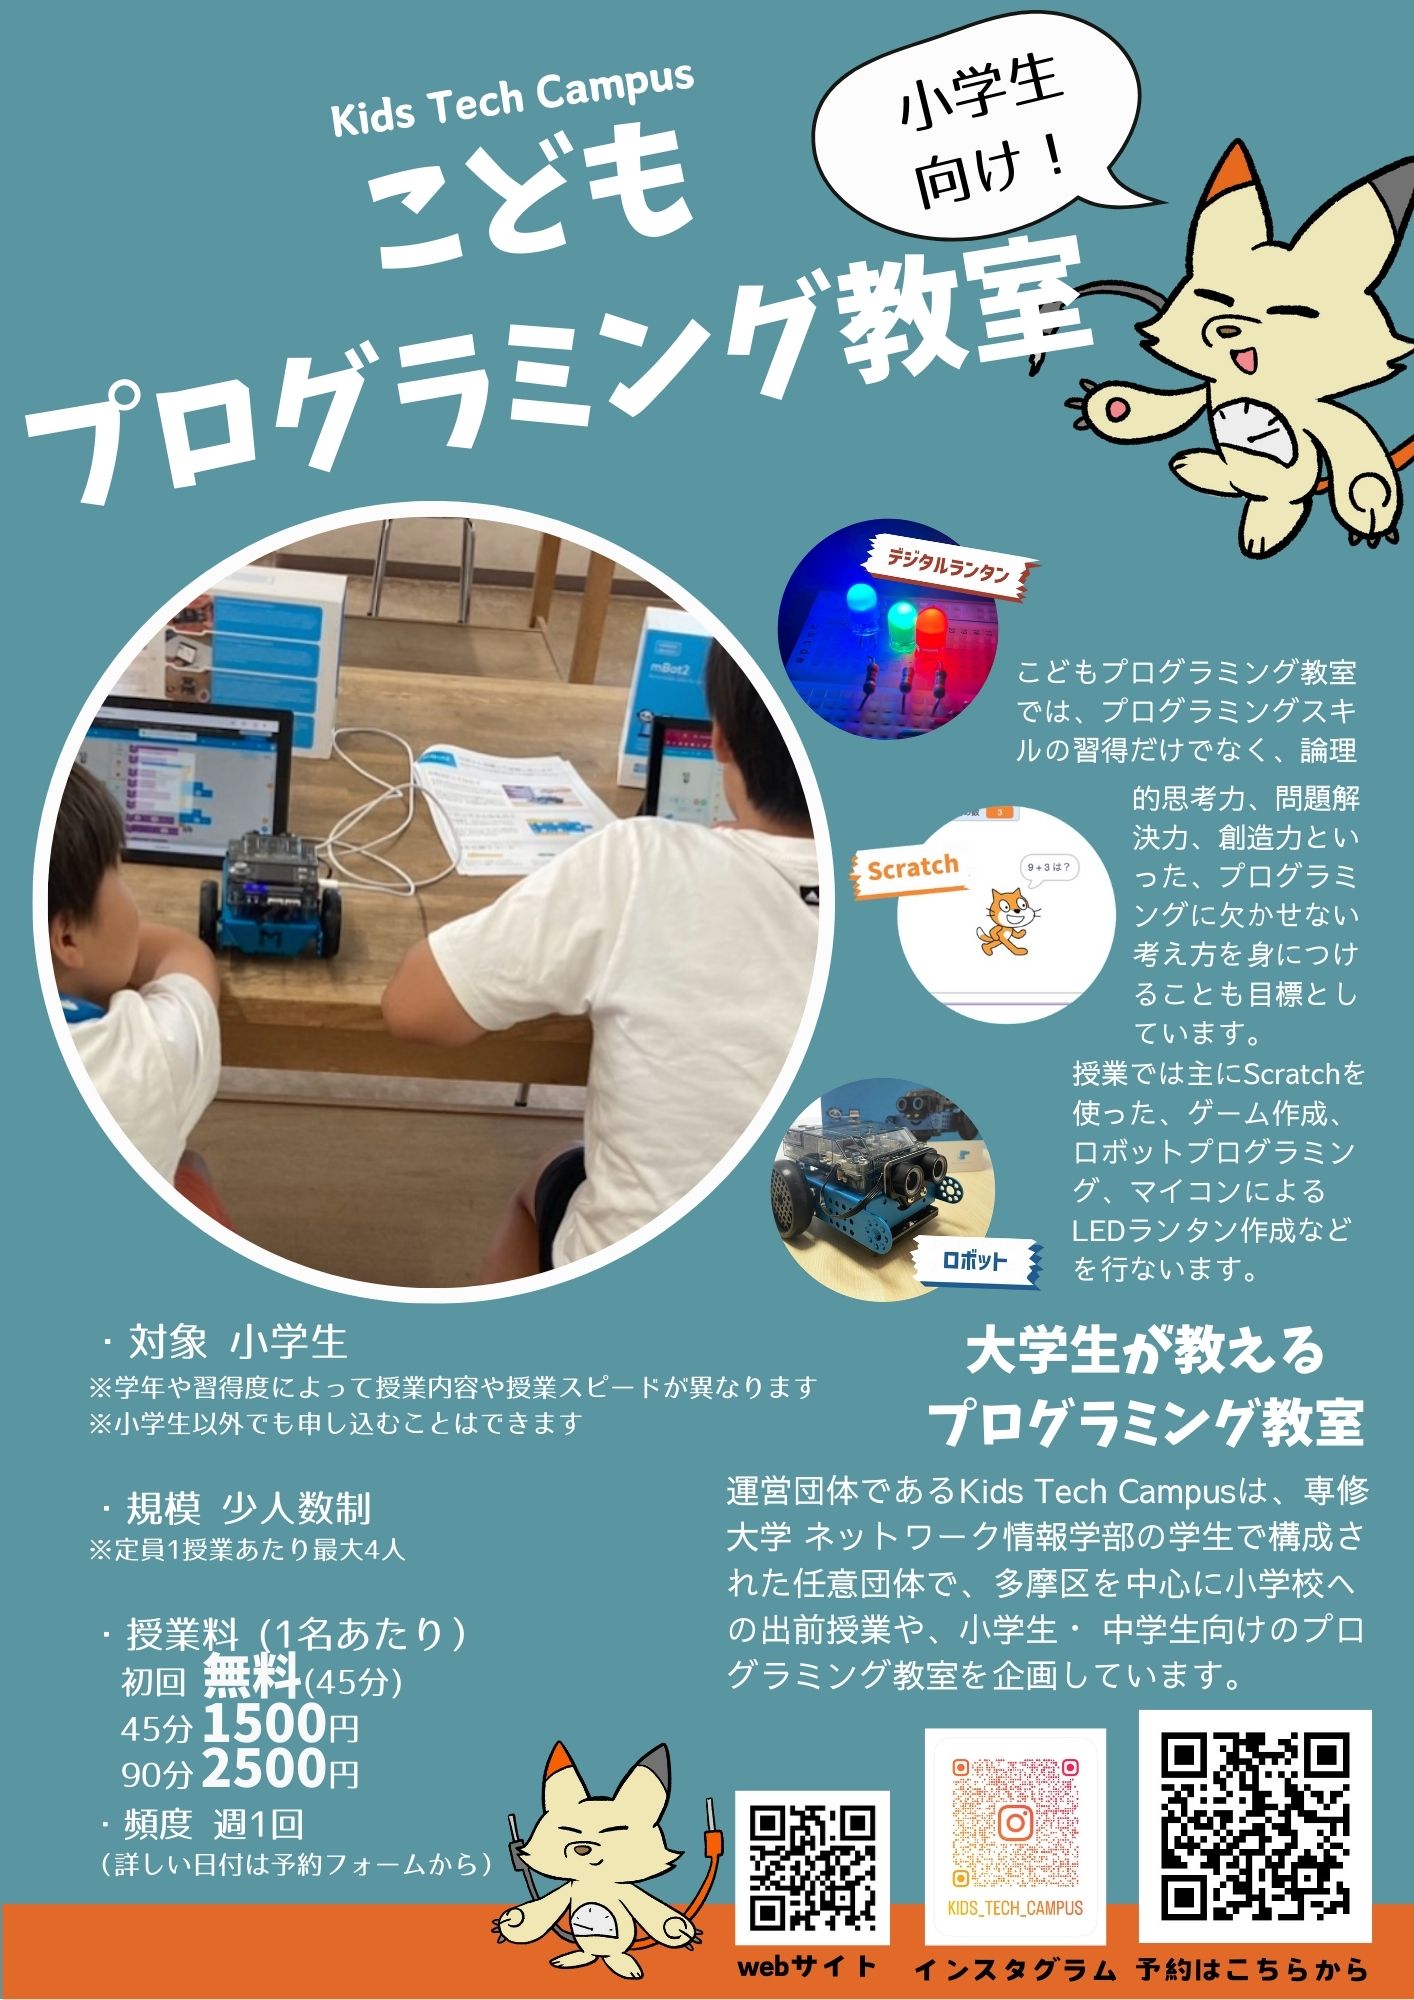 Kids Tech Campus
こども
プログラミング教室
小学生
向け！
デジタルランタン
mBot2
こどもプログラミング教室
では、プログラミングスキ
ルの習得だけでなく、論理
的思考力、問題解
決力、創造力とい
った、プログラミ
ングに欠かせない
考え方を身につけ
ることも目標とし
ています。
Scratch
3
9+3は？
授業では主にScratchを
使った、ゲーム作成、
ロボットプログラミン
グ、マイコンによる
LEDランタン作成など
を行ないます。
ロボット
・対象 小学生
※学年や習得度によって授業内容や授業スピードが異なります
※小学生以外でも申し込むことはできます
・規模 少人数制
※定員1授業あたり最大4人
・授業料（1名あたり）
初回 無料(45分)
45分 1500円
90分 2500円
・頻度 週1回
（詳しい日付は予約フォームから）
大学生が教える
プログラミング教室
運営団体であるKids Tech Campusは、専修
大学 ネットワーク情報学部の学生で構成さ
れた任意団体で、多摩区を中心に小学校へ
の出前授業や、小学生・ 中学生向けのプロ
グラミング教室を企画しています。
KIDS_TECH_CAMPUS
webサイト
インスタグラム
予約はこちらから